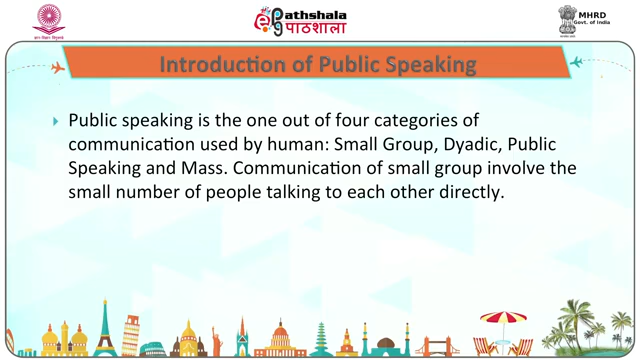 ePathshala
पाठशाला
MHRD
Govt. of India
Introduction of Public Speaking
Public speaking is the one out of four categories of
communication used by human: Small Group, Dyadic, Public
Speaking and Mass. Communication of small group involve the
small number of people talking to each other directly.